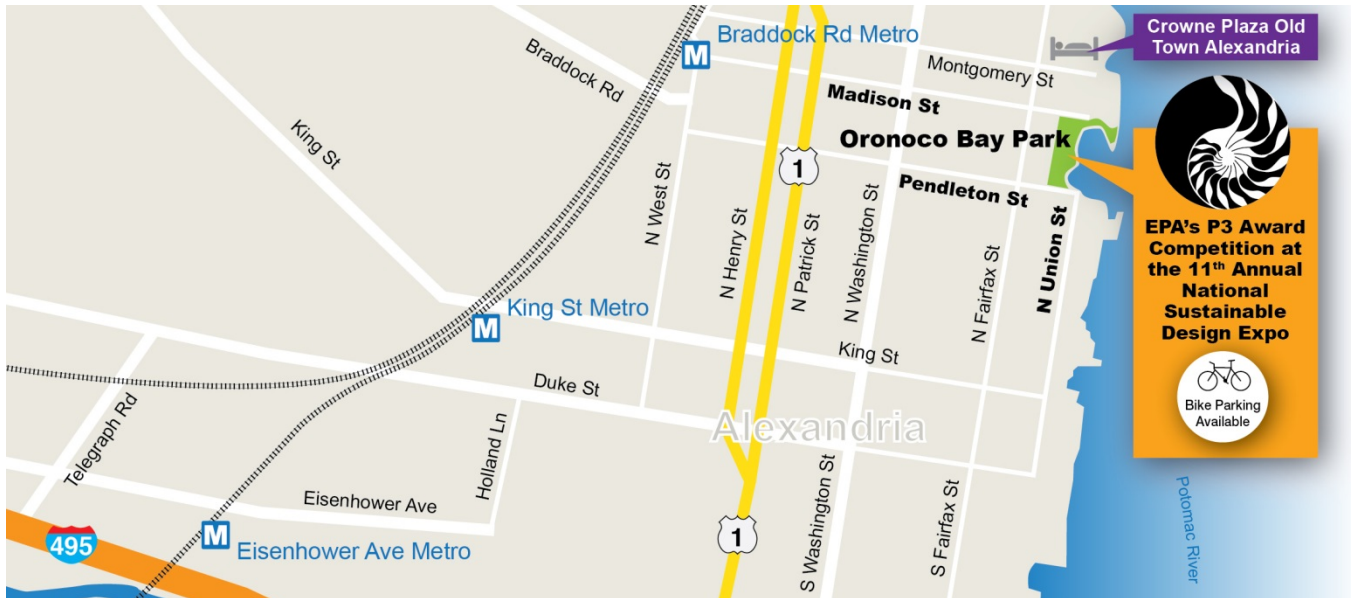 Crowne Plaza Old
Town Alexandria
Braddock Rd Metro
M
Braddock Rd
Montgomery St
Madison St
King St
Oronoco Bay Park
1
Pendleton St
N West St
N Henry St
N Patrick St
N Washington St
N Fairfax St
N Union St
EPA's P3 Award
Competition at
the 11th Annual
National
Sustainable
Design Expo
Bike Parking
Available
King St Metro
M
King St
Duke St
Alexandria
Telegraph Rd
Holland Ln
Eisenhower Ave
S Washington St
S Fairfax St
Potomac River
495
M
Eisenhower Ave Metro
1